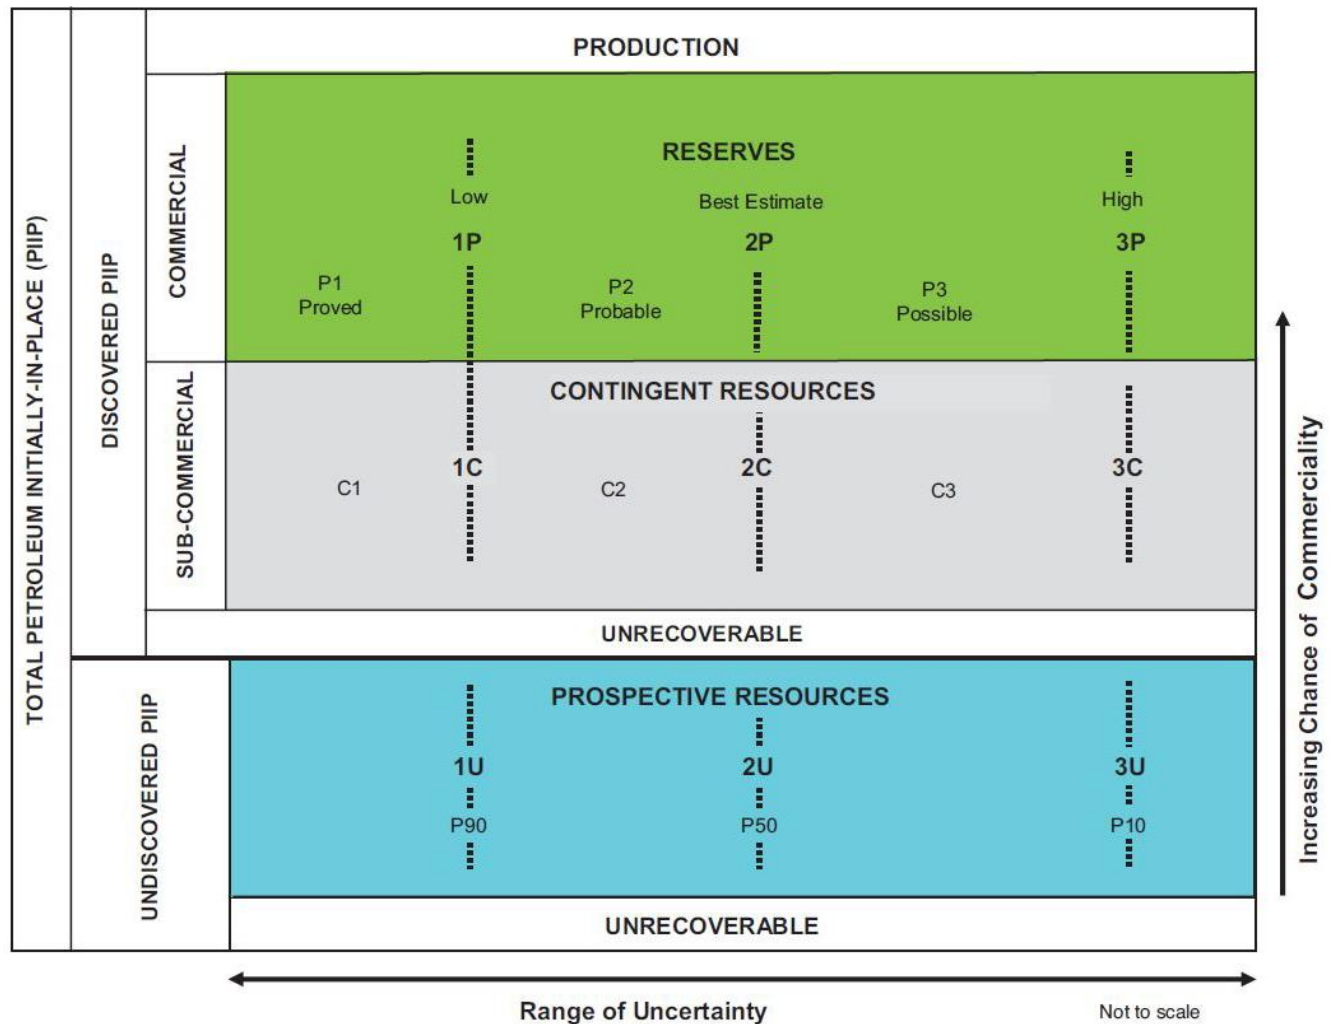 TOTAL PETROLEUM INITIALLY-IN-PLACE (PIIP)
DISCOVERED PIIP
PRODUCTION
COMMERCIAL
RESERVES
Low
Best Estimate
High
1P
2P
3P
P1
Proved
P2
Probable
P3
Possible
SUB-COMMERCIAL
CONTINGENT RESOURCES
1C
2C
3C
C1
C2
C3
UNRECOVERABLE
UNDISCOVERED PIIP
PROSPECTIVE RESOURCES
1U
2U
3U
P90
P50
P10
UNRECOVERABLE
Increasing Chance of Commerciality
Range of Uncertainty
Not to scale